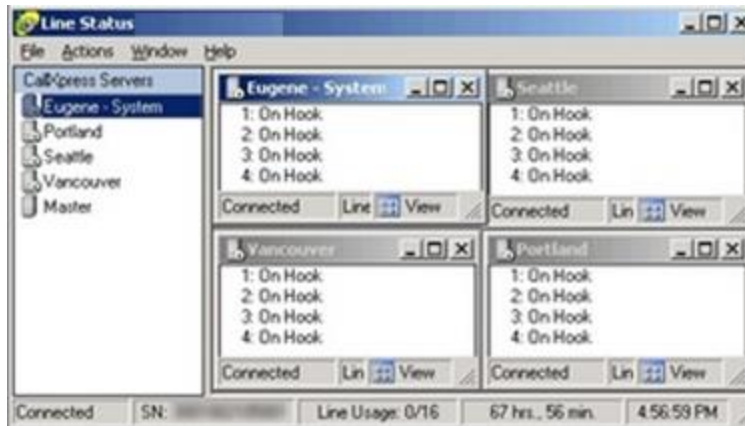 Line Status
File Actions Window Help
CallXpress Servers
Eugene - System
Portland
Seattle
Vancouver
Master
Eugene - System
1: On Hook
2: On Hook
3: On Hook
4: On Hook
Connected Line View
Seattle
1: On Hook
2: On Hook
3: On Hook
4: On Hook
Connected Lin View
Vancouver
1: On Hook
2: On Hook
3: On Hook
4: On Hook
Connected Lin View
Portland
1: On Hook
2: On Hook
3: On Hook
4: On Hook
Connected Lin View
Connected SN: Line Usage: 0/16 67 hrs., 56 min. 4:56:59 PM